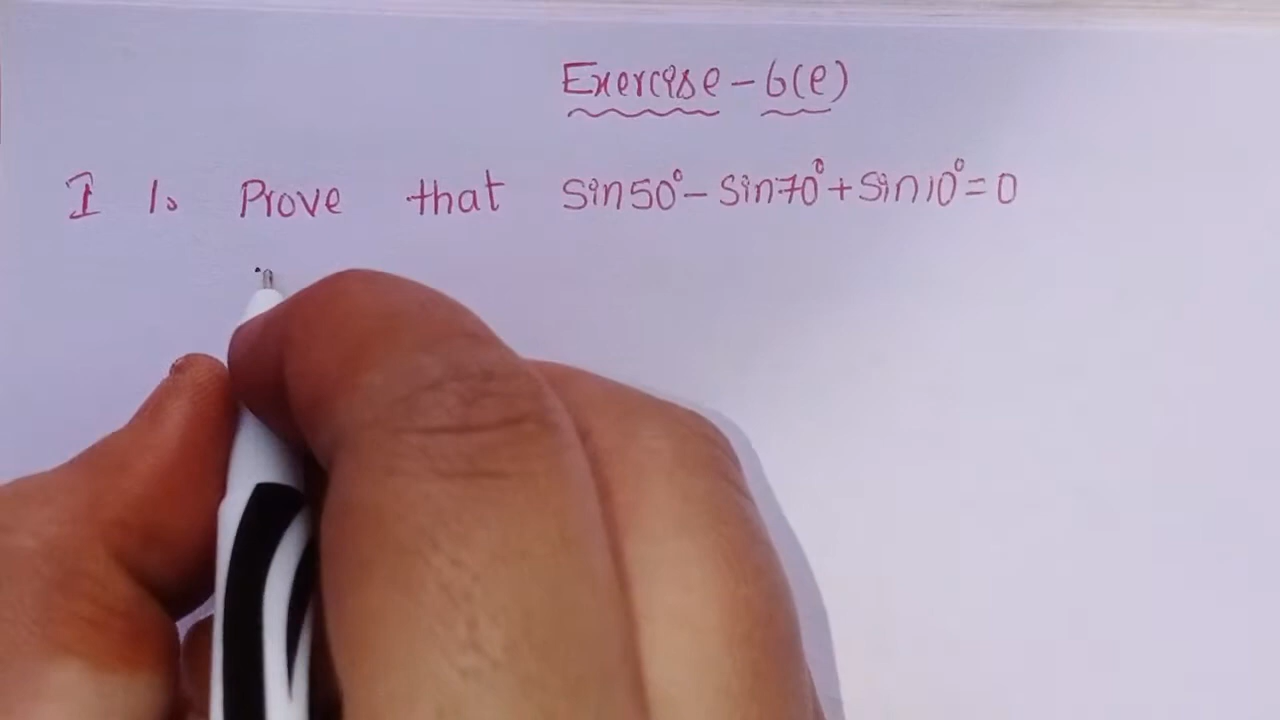 Exercise - 6(e)
I 1. Prove that Sin50° - Sin70° + Sin10° = 0